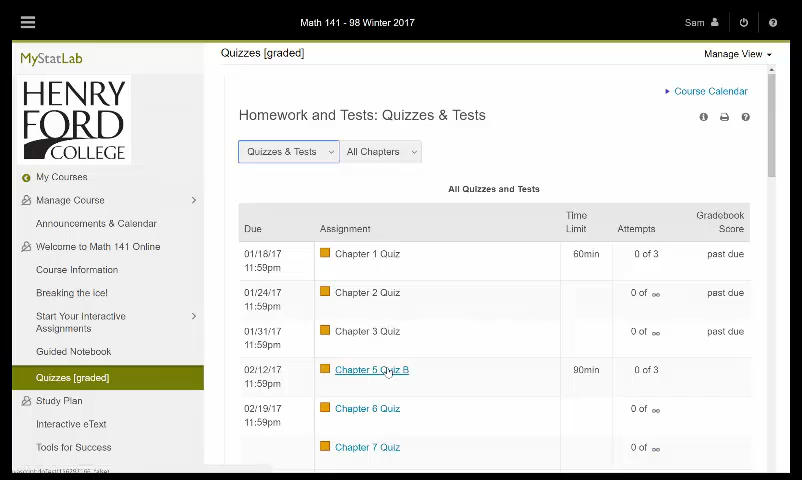 Math 141 - 98 Winter 2017
Sam
MyStatLab
Quizzes [graded]
Manage View
HENRY
FORD
COLLEGE
Course Calendar
Homework and Tests: Quizzes & Tests
Quizzes & Tests
All Chapters
My Courses
Manage Course
Announcements & Calendar
Welcome to Math 141 Online
Course Information
Breaking the Ice!
Start Your Interactive
Assignments
Guided Notebook
Quizzes [graded]
Study Plan
Interactive eText
Tools for Success
All Quizzes and Tests
Due
Assignment
Time
Limit
Attempts
Gradebook
Score
01/18/17
11:59pm
Chapter 1 Quiz
60min
0 of 3
past due
01/24/17
11:59pm
Chapter 2 Quiz
0 of ∞
past due
01/31/17
11:59pm
Chapter 3 Quiz
0 of ∞
past due
02/12/17
11:59pm
Chapter 5 Quiz B
90min
0 of 3
02/19/17
11:59pm
Chapter 6 Quiz
0 of ∞
Chapter 7 Quiz
0 of ∞